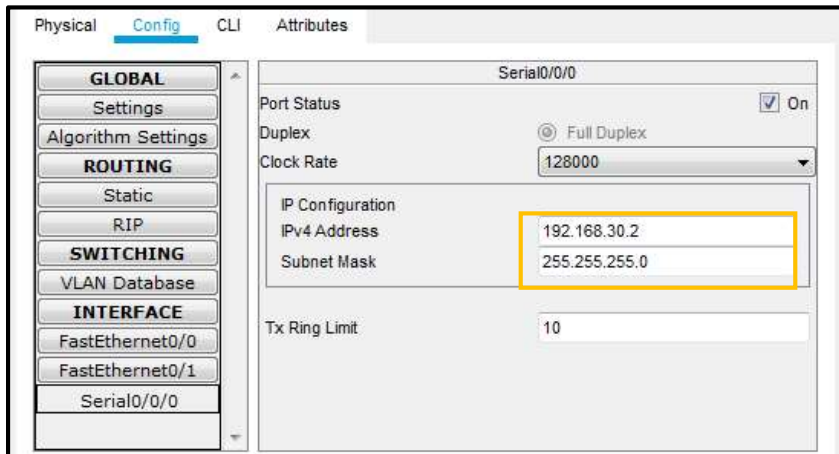 Physical Config CLI Attributes
GLOBAL
Settings
Algorithm Settings
ROUTING
Static
RIP
SWITCHING
VLAN Database
INTERFACE
FastEthernet0/0
FastEthernet0/1
Serial0/0/0
Serial0/0/0
Port Status On
Duplex Full Duplex
Clock Rate 128000
IP Configuration
IPv4 Address 192.168.30.2
Subnet Mask 255.255.255.0
Tx Ring Limit 10